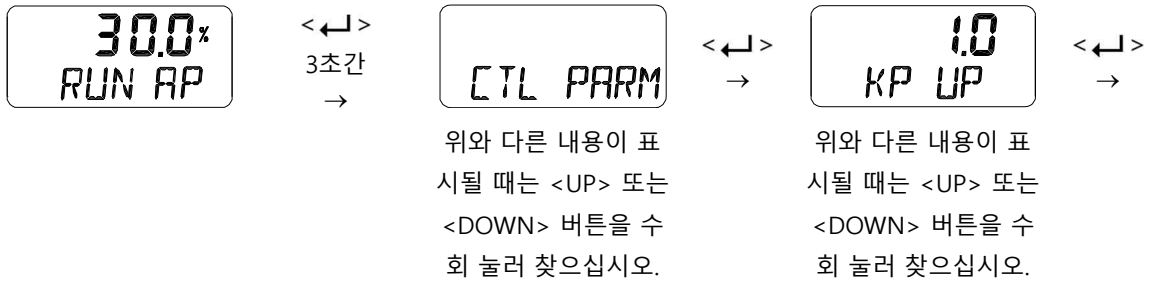 30.0%
RUN AP
<↵>
3초간
→
CTL PARM
<↵>
→
1.0
KP UP
<↵>
→
위와 다른 내용이 표
시될 때는 <UP> 또는
<DOWN> 버튼을 수
회 눌러 찾으십시오.
위와 다른 내용이 표
시될 때는 <UP> 또는
<DOWN> 버튼을 수
회 눌러 찾으십시오.